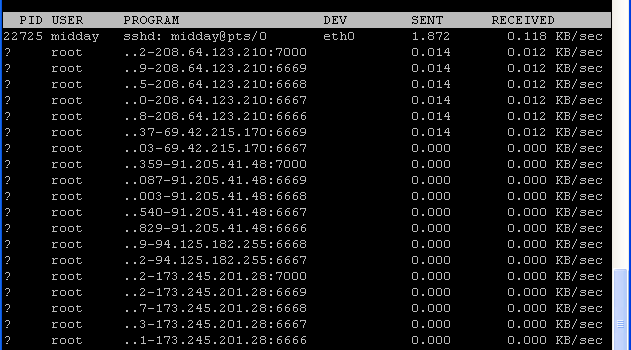 PID USER PROGRAM DEV SENT RECEIVED
22725 midday sshd: midday@pts/0 eth0 1.872 0.118 KB/sec
? root ..2-208.64.123.210:7000 0.014 0.012 KB/sec
? root ..9-208.64.123.210:6669 0.014 0.012 KB/sec
? root ..5-208.64.123.210:6668 0.014 0.012 KB/sec
? root ..0-208.64.123.210:6667 0.014 0.012 KB/sec
? root ..8-208.64.123.210:6666 0.014 0.012 KB/sec
? root ..37-69.42.215.170:6669 0.014 0.012 KB/sec
? root ..03-69.42.215.170:6667 0.000 0.000 KB/sec
? root ..359-91.205.41.48:7000 0.000 0.000 KB/sec
? root ..087-91.205.41.48:6669 0.000 0.000 KB/sec
? root ..003-91.205.41.48:6668 0.000 0.000 KB/sec
? root ..540-91.205.41.48:6667 0.000 0.000 KB/sec
? root ..829-91.205.41.48:6666 0.000 0.000 KB/sec
? root ..9-94.125.182.255:6668 0.000 0.000 KB/sec
? root ..2-94.125.182.255:6667 0.000 0.000 KB/sec
? root ..2-173.245.201.28:7000 0.000 0.000 KB/sec
? root ..2-173.245.201.28:6669 0.000 0.000 KB/sec
? root ..7-173.245.201.28:6668 0.000 0.000 KB/sec
? root ..3-173.245.201.28:6667 0.000 0.000 KB/sec
? root ..1-173.245.201.28:6666 0.000 0.000 KB/sec